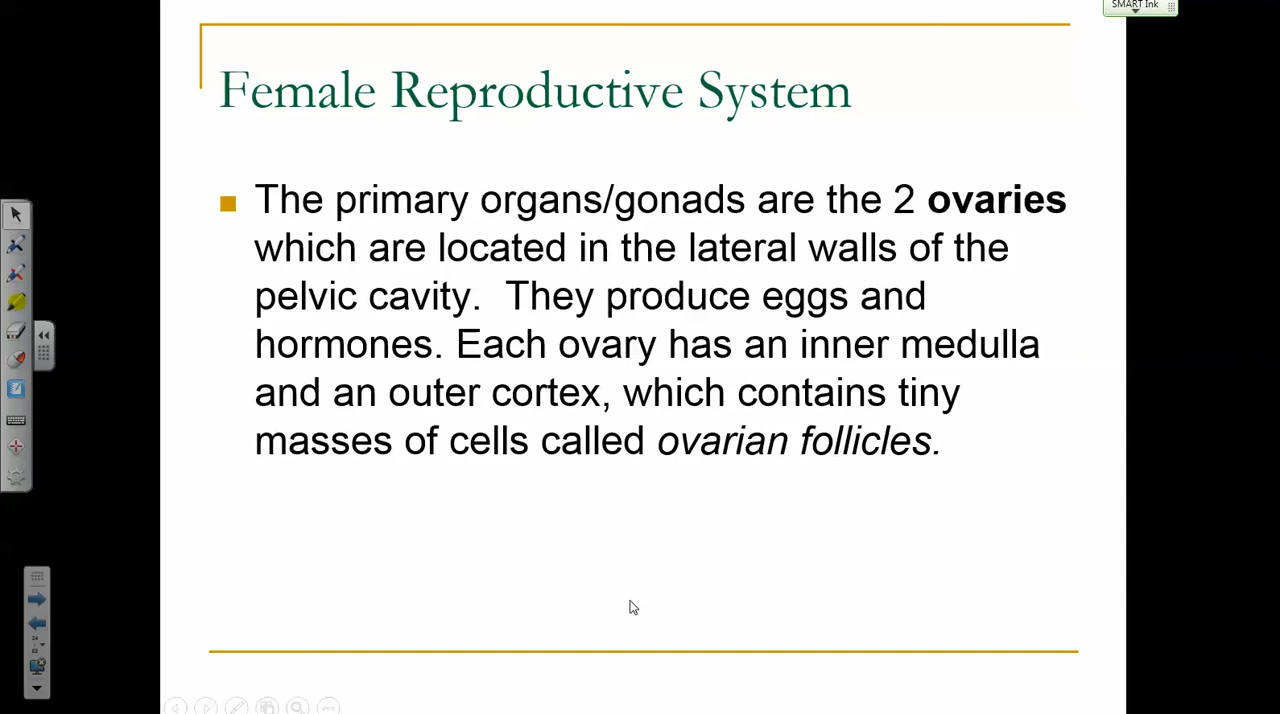 SMART Ink
Female Reproductive System
The primary organs/gonads are the 2 ovaries
which are located in the lateral walls of the
pelvic cavity.  They produce eggs and
hormones. Each ovary has an inner medulla
and an outer cortex, which contains tiny
masses of cells called ovarian follicles.